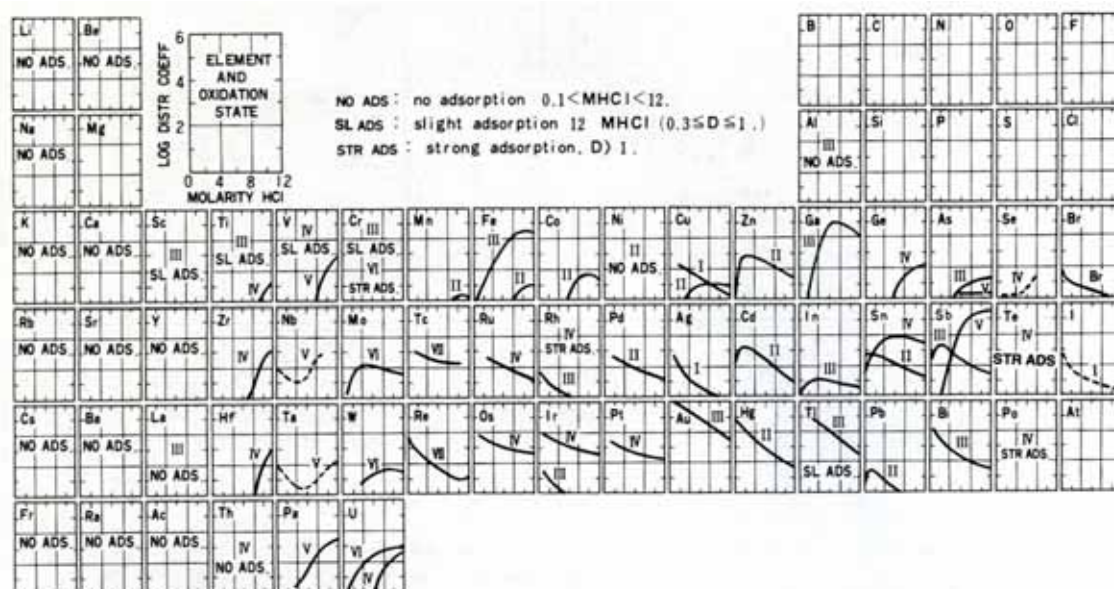 Li Be B C N O F
NO ADS. NO ADS.
6
4
2
0
LOG DISTR COEFF
ELEMENT
AND
OXIDATION
STATE
0 4 8 12
MOLARITY HCl
NO ADS : no adsorption 0.1<MHCl<12.
SL ADS : slight adsorption 12 MHCl (0.3≦D≦1.)
STR ADS : strong adsorption, D⟩ 1.
Na Mg Al Si P S Cl
NO ADS. III
NO ADS.
K Ca Sc Ti V Cr Mn Fe Co Ni Cu Zn Ga Ge As Se Br
NO ADS. NO ADS. III SL ADS. III SL ADS. IV IV SL ADS V III SL ADS. VI STR ADS. II III II II II NO ADS. I II II III IV III V IV Br
Rb Sr Y Zr Nb Mo Tc Ru Rh Pd Ag Cd In Sn Sb Te I
NO ADS. NO ADS. NO ADS. IV V VI VII IV IV STR ADS. III II I II III IV II III V IV STR ADS I
Cs Ba La Hf Ta W Re Os Ir Pt Au Hg Tl Pb Bi Po At
NO ADS. NO ADS. III NO ADS. IV V VI VII IV IV III IV III II III SL ADS. II III IV STR ADS.
Fr Ra Ac Th Pa U
NO ADS. NO ADS. NO ADS. IV NO ADS. V VI IV